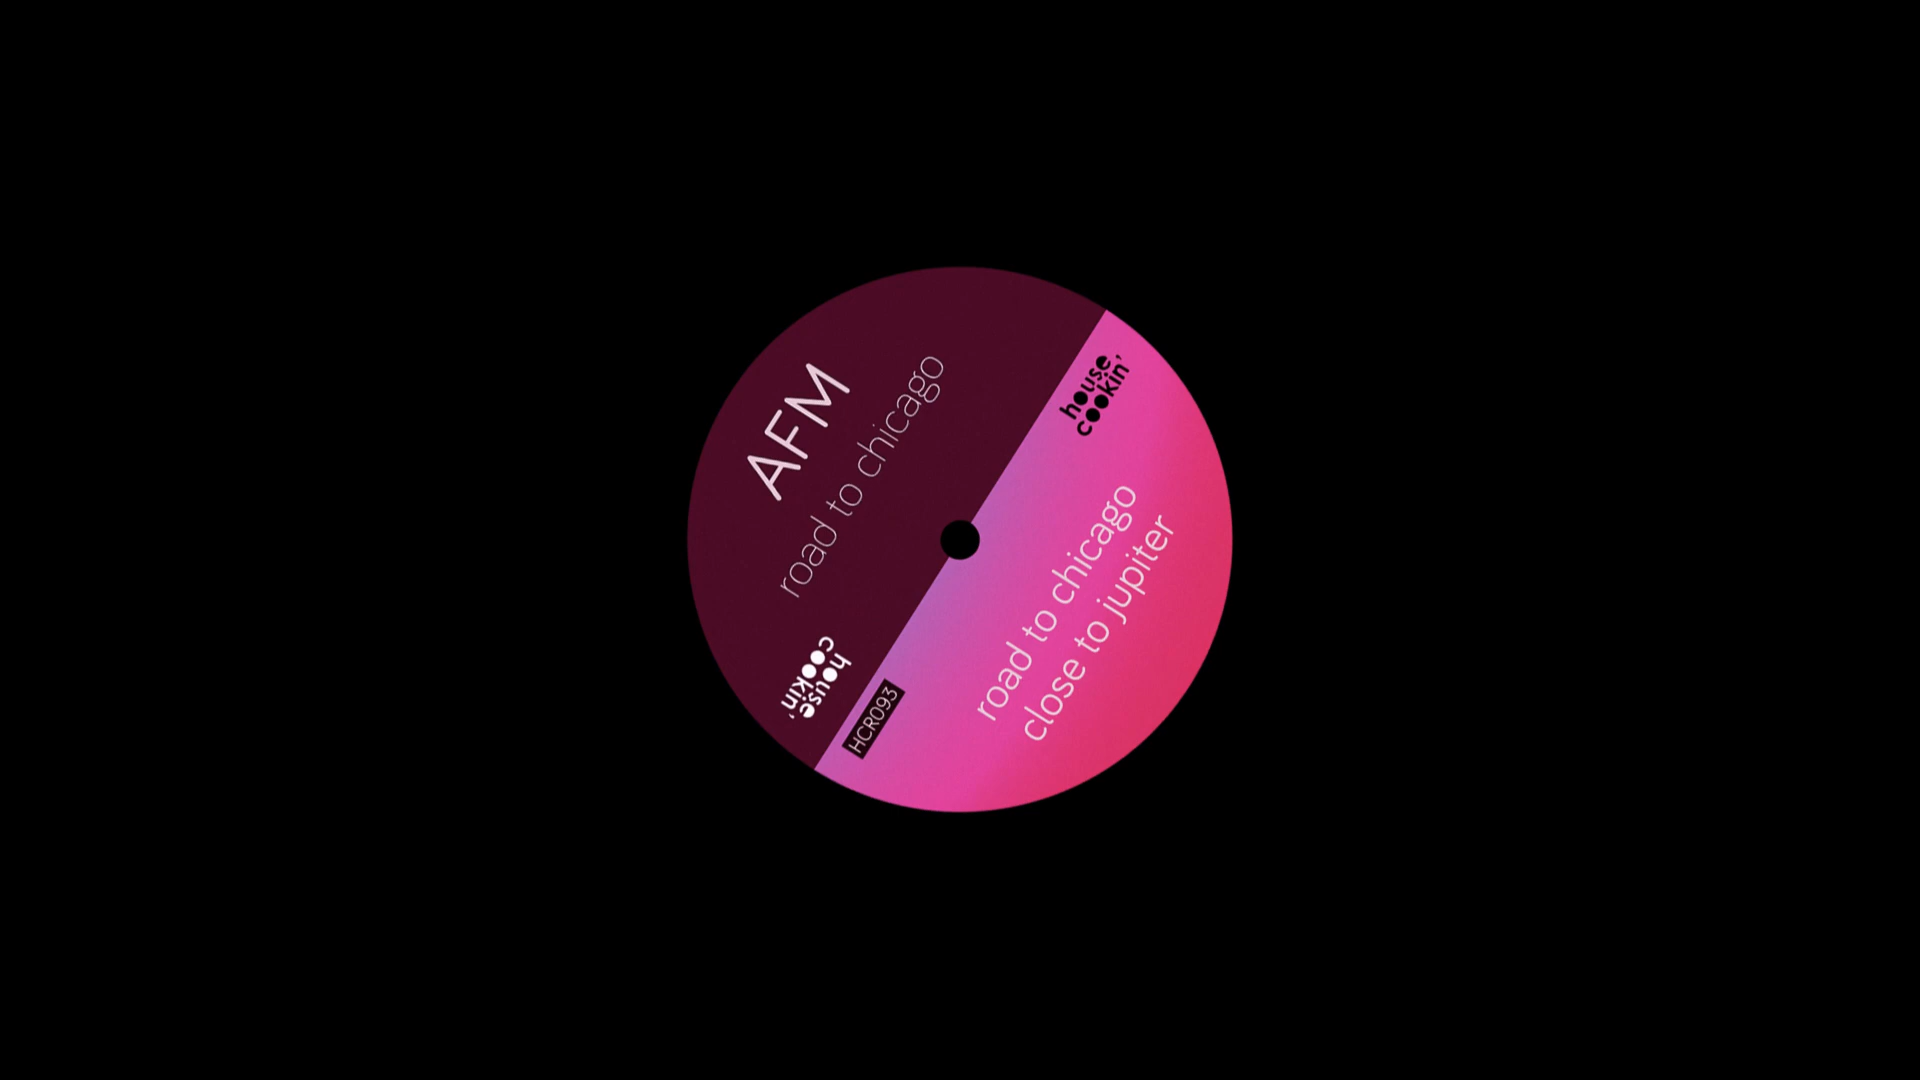 AFM
road to chicago
house
cookin'
house
cookin'
road to chicago
close to jupiter
HCR093